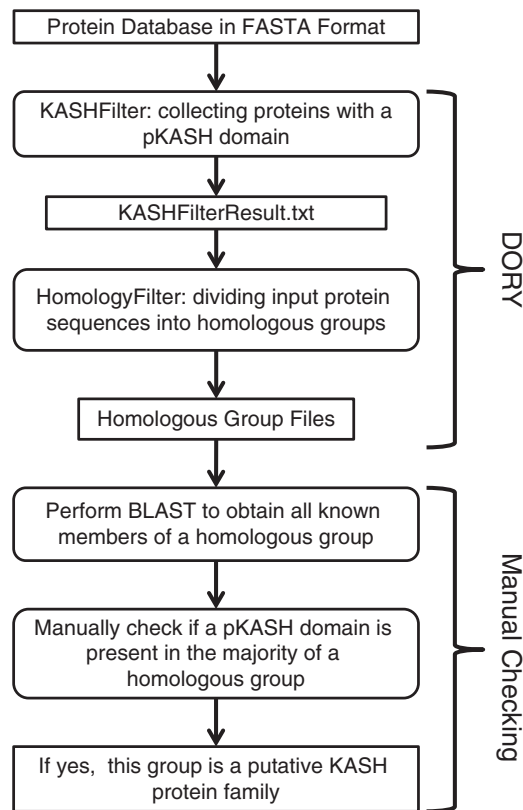 Protein Database in FASTA Format
KASHFilter: collecting proteins with a
pKASH domain
KASHFilterResult.txt
HomologyFilter: dividing input protein
sequences into homologous groups
Homologous Group Files
DORY
Perform BLAST to obtain all known
members of a homologous group
Manually check if a pKASH domain is
present in the majority of a
homologous group
If yes, this group is a putative KASH
protein family
Manual Checking